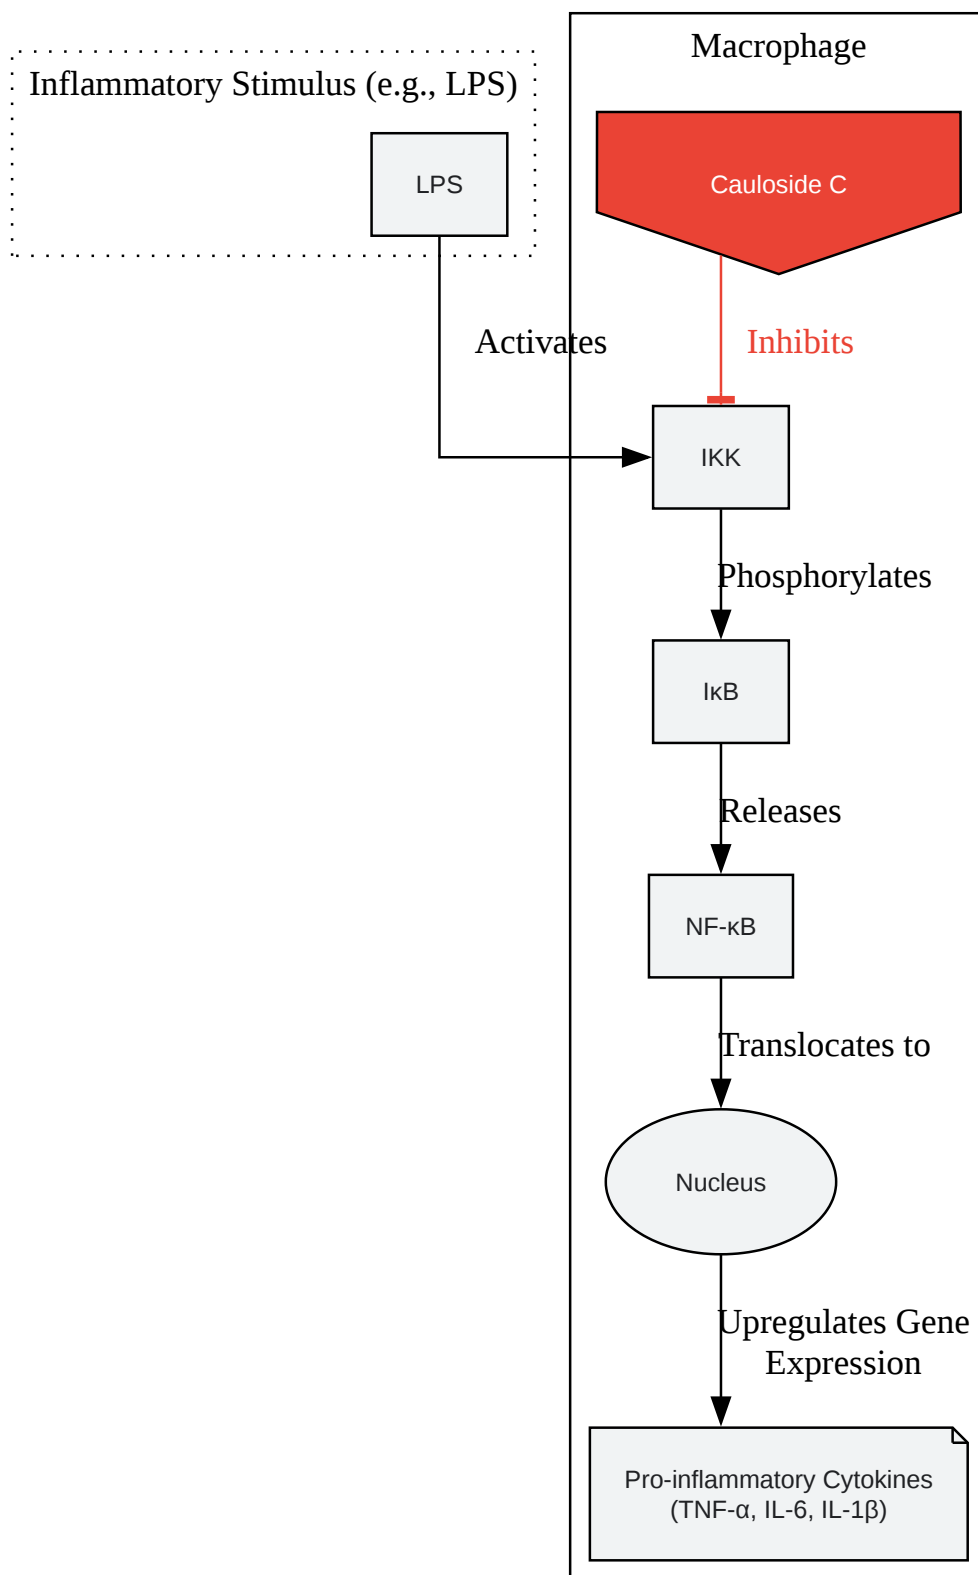 Macrophage
Inflammatory Stimulus (e.g., LPS)
LPS
Cauloside C
Activates
Inhibits
IKK
Phosphorylates
IκB
Releases
NF-κB
Translocates to
Nucleus
Upregulates Gene
Expression
Pro-inflammatory Cytokines
(TNF-α, IL-6, IL-1β)